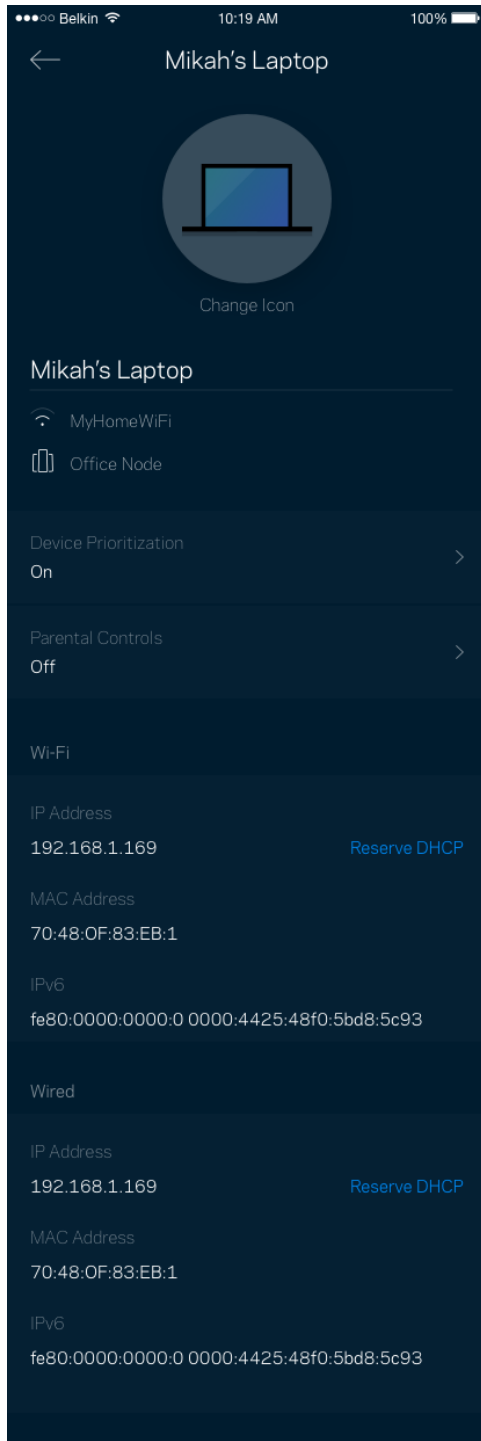 Belkin 10:19 AM 100%
Mikah's Laptop
Change Icon
Mikah's Laptop
MyHomeWiFi
Office Node
Device Prioritization
On
Parental Controls
Off
Wi-Fi
IP Address
192.168.1.169 Reserve DHCP
MAC Address
70:48:0F:83:EB:1
IPv6
fe80:0000:0000:0 0000:4425:48f0:5bd8:5c93
Wired
IP Address
192.168.1.169 Reserve DHCP
MAC Address
70:48:0F:83:EB:1
IPv6
fe80:0000:0000:0 0000:4425:48f0:5bd8:5c93